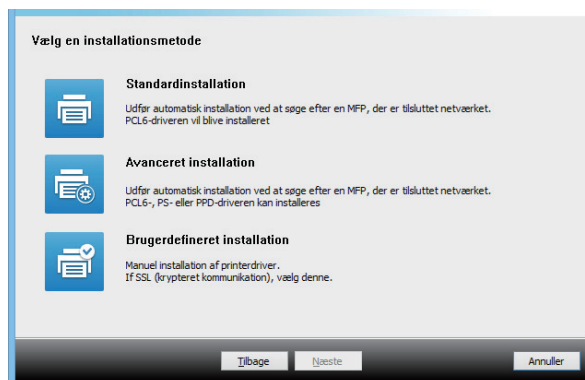 Vælg en installationsmetode
Standardinstallation
Udfør automatisk installation ved at søge efter en MFP, der er tilsluttet netværket.
PCL6-driveren vil blive installeret
Avanceret installation
Udfør automatisk installation ved at søge efter en MFP, der er tilsluttet netværket.
PCL6-, PS- eller PPD-driveren kan installeres
Brugerdefineret installation
Manuel installation af printerdriver.
If SSL (krypteret kommunikation), vælg denne.
Tilbage
Næste
Annuller